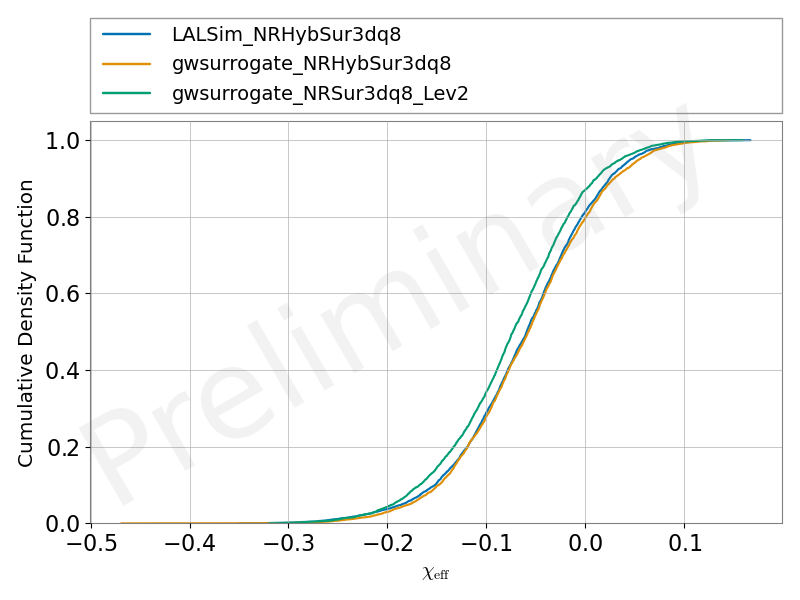 LALSim_NRHybSur3dq8
gwsurrogate_NRHybSur3dq8
gwsurrogate_NRSur3dq8_Lev2
Preliminary
Cumulative Density Function
1.0
0.8
0.6
0.4
0.2
0.0
−0.5 −0.4 −0.3 −0.2 −0.1 0.0 0.1
χeff